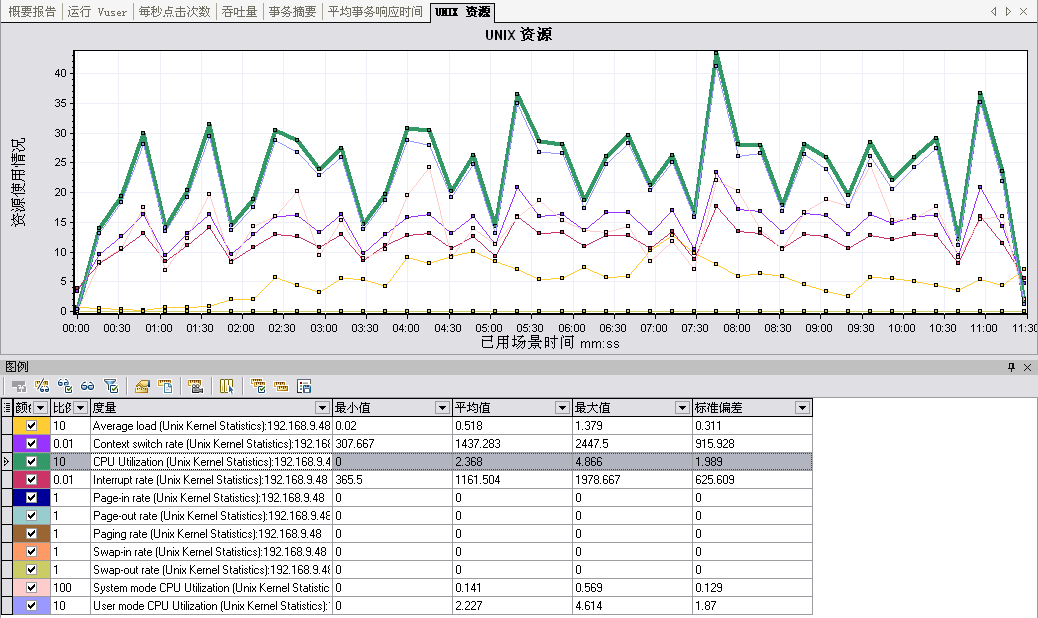 概要报告 运行 Vuser 每秒点击次数 吞吐量 事务摘要 平均事务响应时间 UNIX 资源
UNIX 资源
资源使用情况
40
35
30
25
20
15
10
5
0
00:00 00:30 01:00 01:30 02:00 02:30 03:00 03:30 04:00 04:30 05:00 05:30 06:00 06:30 07:00 07:30 08:00 08:30 09:00 09:30 10:00 10:30 11:00 11:30
已用场景时间 mm:ss
图例
颜 比例 度量 最小值 平均值 最大值 标准偏差
10 Average load (Unix Kernel Statistics):192.168.9.48 0.02 0.518 1.379 0.311
0.01 Context switch rate (Unix Kernel Statistics):192.168 307.667 1437.283 2447.5 915.928
10 CPU Utilization (Unix Kernel Statistics):192.168.9.4 0 2.368 4.866 1.989
0.01 Interrupt rate (Unix Kernel Statistics):192.168.9.48 365.5 1161.504 1978.667 625.609
1 Page-in rate (Unix Kernel Statistics):192.168.9.48 0 0 0 0
1 Page-out rate (Unix Kernel Statistics):192.168.9.48 0 0 0 0
1 Paging rate (Unix Kernel Statistics):192.168.9.48 0 0 0 0
1 Swap-in rate (Unix Kernel Statistics):192.168.9.48 0 0 0 0
1 Swap-out rate (Unix Kernel Statistics):192.168.9.48 0 0 0 0
100 System mode CPU Utilization (Unix Kernel Statistic 0 0.141 0.569 0.129
10 User mode CPU Utilization (Unix Kernel Statistics): 0 2.227 4.614 1.87